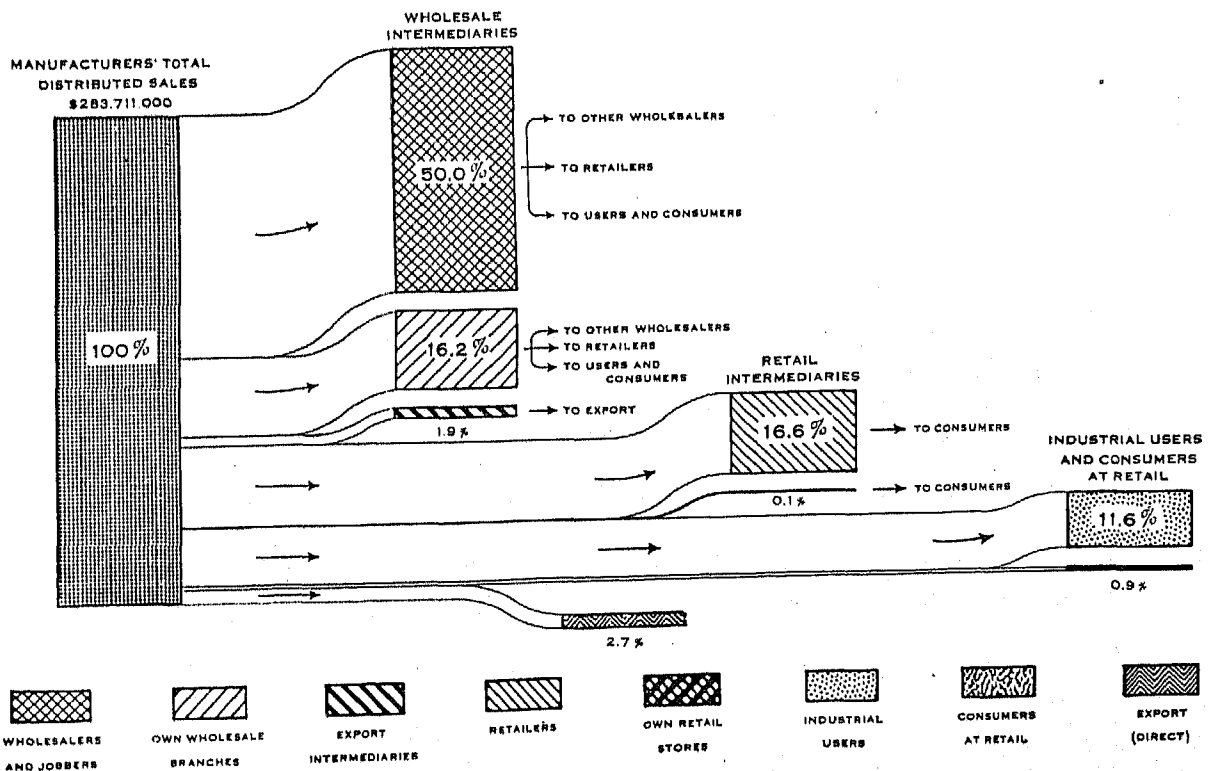 WHOLESALE
INTERMEDIARIES
MANUFACTURERS' TOTAL
DISTRIBUTED SALES
$283.711.000
TO OTHER WHOLESALERS
50.0%
TO RETAILERS
TO USERS AND CONSUMERS
100%
16.2%
TO OTHER WHOLESALERS
TO RETAILERS
TO USERS AND
CONSUMERS
RETAIL
INTERMEDIARIES
TO EXPORT
1.9%
16.6%
TO CONSUMERS
TO CONSUMERS
0.1%
INDUSTRIAL USERS
AND CONSUMERS
AT RETAIL
11.6%
0.9%
2.7%
WHOLESALERS
AND JOBBERS
OWN WHOLESALE
BRANCHES
EXPORT
INTERMEDIARIES
RETAILERS
OWN RETAIL
STORES
INDUSTRIAL
USERS
CONSUMERS
AT RETAIL
EXPORT
(DIRECT)